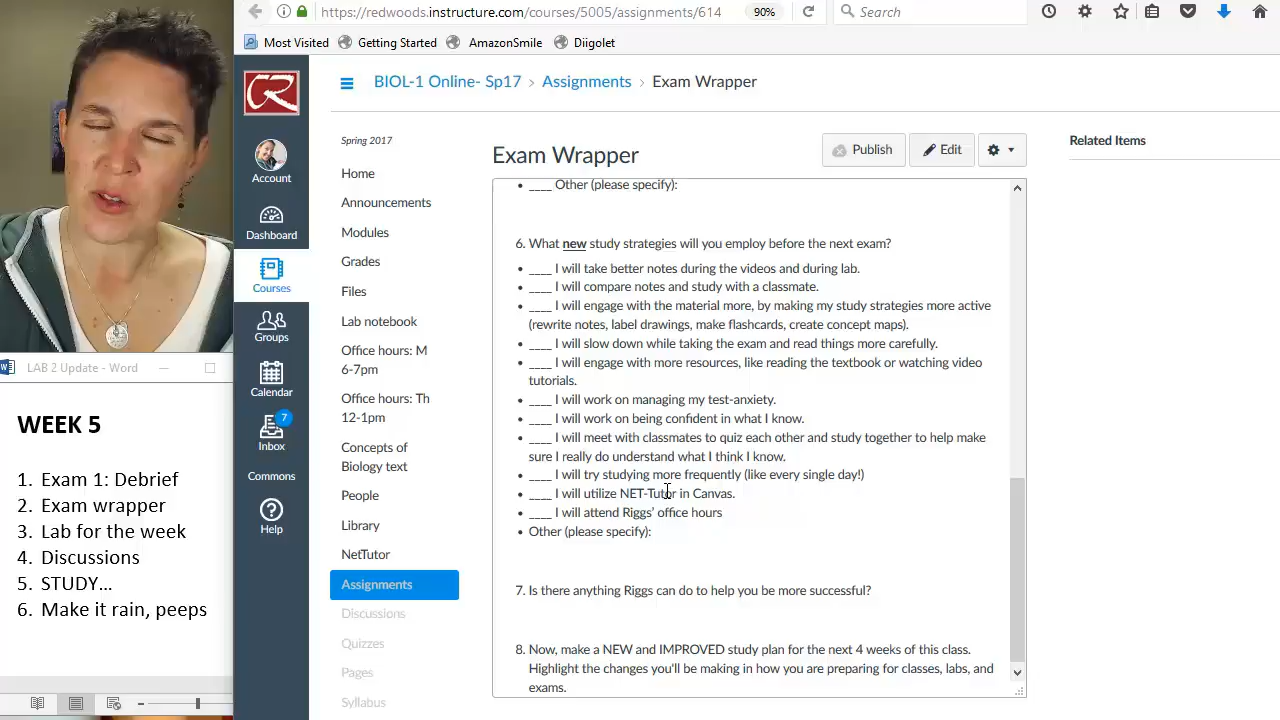 https://redwoods.instructure.com/courses/5005/assignments/614
90%
Search
Most Visited
Getting Started
AmazonSmile
Diigolet
CR
BIOL-1 Online- Sp17 > Assignments > Exam Wrapper
Account
Dashboard
Courses
Groups
Calendar
7
Inbox
Commons
Help
Spring 2017
Home
Announcements
Modules
Grades
Files
Lab notebook
Office hours: M
6-7pm
Office hours: Th
12-1pm
Concepts of
Biology text
People
Library
NetTutor
Assignments
Discussions
Quizzes
Pages
Syllabus
Exam Wrapper
Publish
Edit
Related Items
• ____ Other (please specify):
6. What new study strategies will you employ before the next exam?
• ____ I will take better notes during the videos and during lab.
• ____ I will compare notes and study with a classmate.
• ____ I will engage with the material more, by making my study strategies more active
(rewrite notes, label drawings, make flashcards, create concept maps).
• ____ I will slow down while taking the exam and read things more carefully.
• ____ I will engage with more resources, like reading the textbook or watching video
tutorials.
• ____ I will work on managing my test-anxiety.
• ____ I will work on being confident in what I know.
• ____ I will meet with classmates to quiz each other and study together to help make
sure I really do understand what I think I know.
• ____ I will try studying more frequently (like every single day!)
• ____ I will utilize NET-Tutor in Canvas.
• ____ I will attend Riggs' office hours
• Other (please specify):
7. Is there anything Riggs can do to help you be more successful?
8. Now, make a NEW and IMPROVED study plan for the next 4 weeks of this class.
Highlight the changes you'll be making in how you are preparing for classes, labs, and
exams.
LAB 2 Update - Word
WEEK 5
1. Exam 1: Debrief
2. Exam wrapper
3. Lab for the week
4. Discussions
5. STUDY...
6. Make it rain, peeps